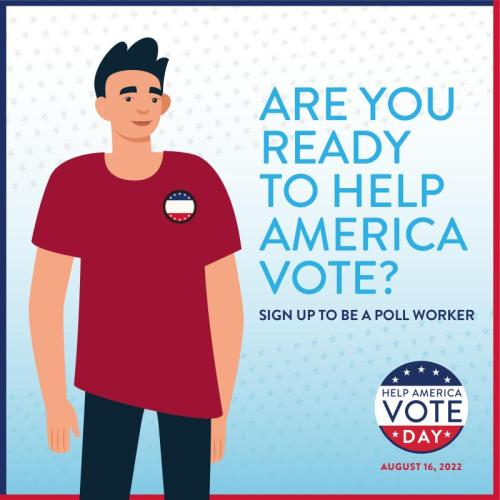 ARE YOU
READY
TO HELP
AMERICA
VOTE?
SIGN UP TO BE A POLL WORKER
HELP AMERICA
VOTE
DAY
AUGUST 16, 2022